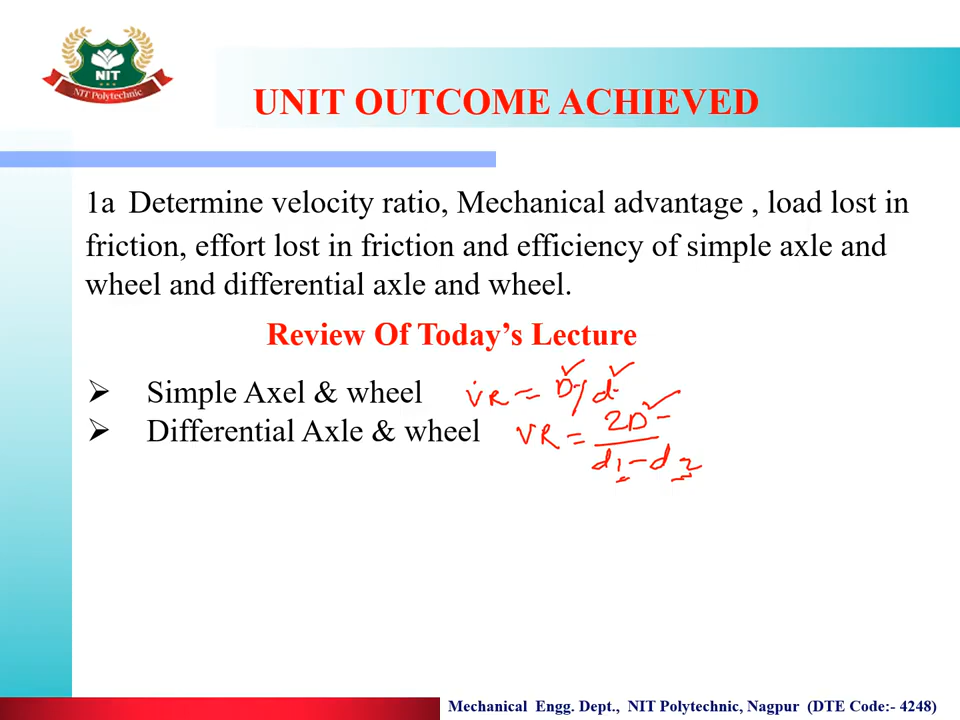 NIT
NIT Polytechnic
UNIT OUTCOME ACHIEVED
1a Determine velocity ratio, Mechanical advantage , load lost in
friction, effort lost in friction and efficiency of simple axle and
wheel and differential axle and wheel.
Review Of Today's Lecture
➢ Simple Axel & wheel VR = D/d
➢ Differential Axle & wheel VR = 2D/d1-d2
Mechanical Engg. Dept., NIT Polytechnic, Nagpur (DTE Code:- 4248)